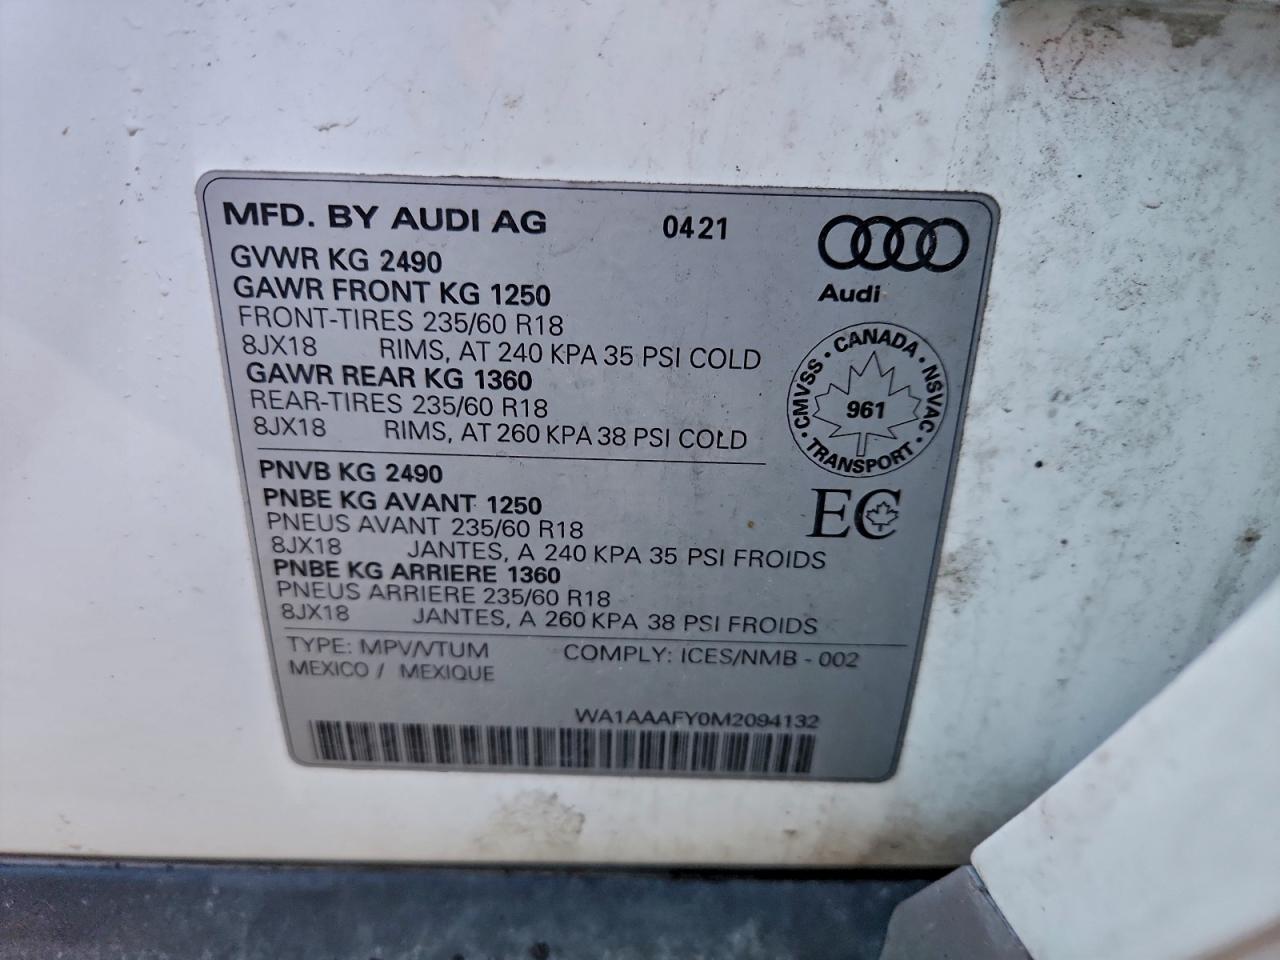 MFD. BY AUDI AG 0421
GVWR KG 2490
GAWR FRONT KG 1250
FRONT-TIRES 235/60 R18
8JX18 RIMS, AT 240 KPA 35 PSI COLD
GAWR REAR KG 1360
REAR-TIRES 235/60 R18
8JX18 RIMS, AT 260 KPA 38 PSI COLD
PNVB KG 2490
PNBE KG AVANT 1250
PNEUS AVANT 235/60 R18
8JX18 JANTES, A 240 KPA 35 PSI FROIDS
PNBE KG ARRIERE 1360
PNEUS ARRIERE 235/60 R18
8JX18 JANTES, A 260 KPA 38 PSI FROIDS
TYPE: MPV/VTUM COMPLY: ICES/NMB - 002
MEXICO / MEXIQUE
WA1AAAFY0M2094132
Audi
CMVSS • CANADA • NSVAC • TRANSPORT •
961
EC